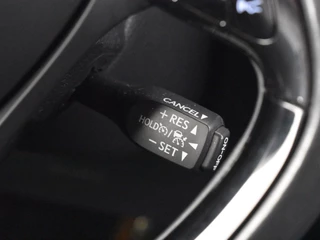 CANCEL
+ RES
HOLD /
− SET
ON•OFF